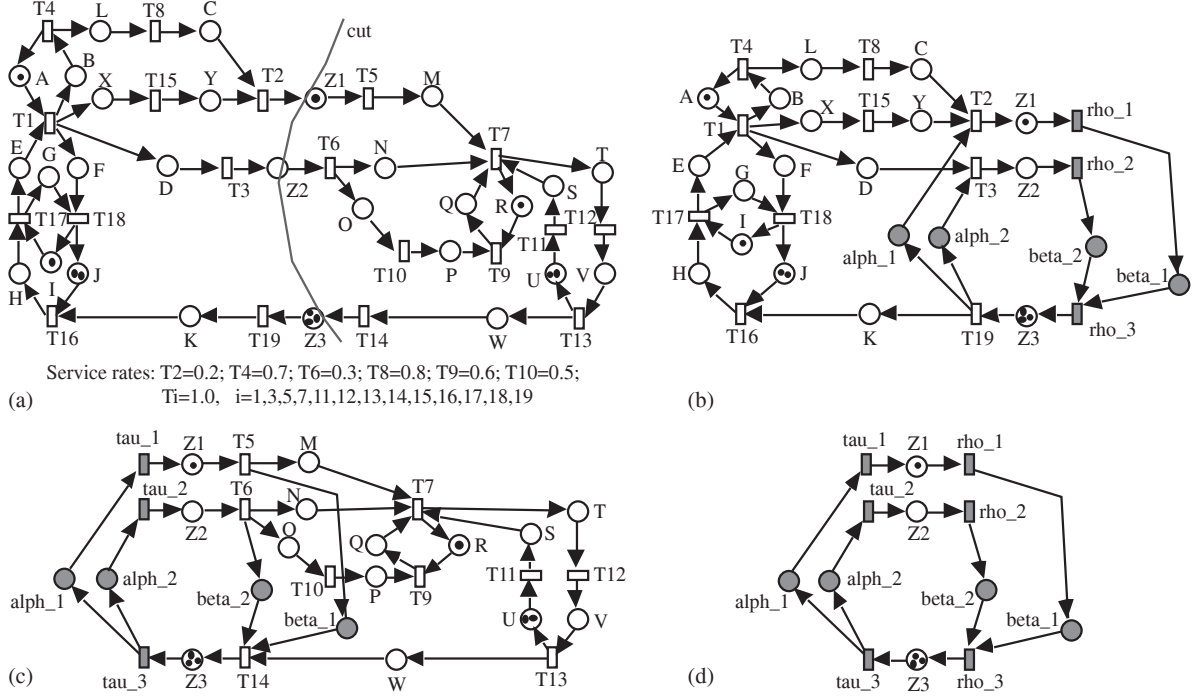 T4 L T8 C
cut
A B X T15 Y T2 Z1 T5 M
T1
E G F D T3 Z2 T6 N T7 T
T17 T18 O Q R S T12
T11
H I J T10 P T9 U V
T16 K T19 Z3 T14 W T13
Service rates: T2=0.2; T4=0.7; T6=0.3; T8=0.8; T9=0.6; T10=0.5;
Ti=1.0, i=1,3,5,7,11,12,13,14,15,16,17,18,19
(a)
T4 L T8 C
A B X T15 Y T2 Z1 rho_1
T1
E G F D T3 Z2 rho_2
T17 T18
I alph_1 alph_2 beta_2
H J beta_1
T16 K T19 Z3 rho_3
(b)
tau_1 Z1 T5 M
tau_2 Z2 T6 N T7 T
O Q R S
alph_1 alph_2 T10 P T9 T11 T12
beta_2 beta_1 U V
tau_3 Z3 T14 W T13
(c)
tau_1 Z1 rho_1
tau_2 Z2 rho_2
alph_1 alph_2 beta_2
beta_1
tau_3 Z3 rho_3
(d)